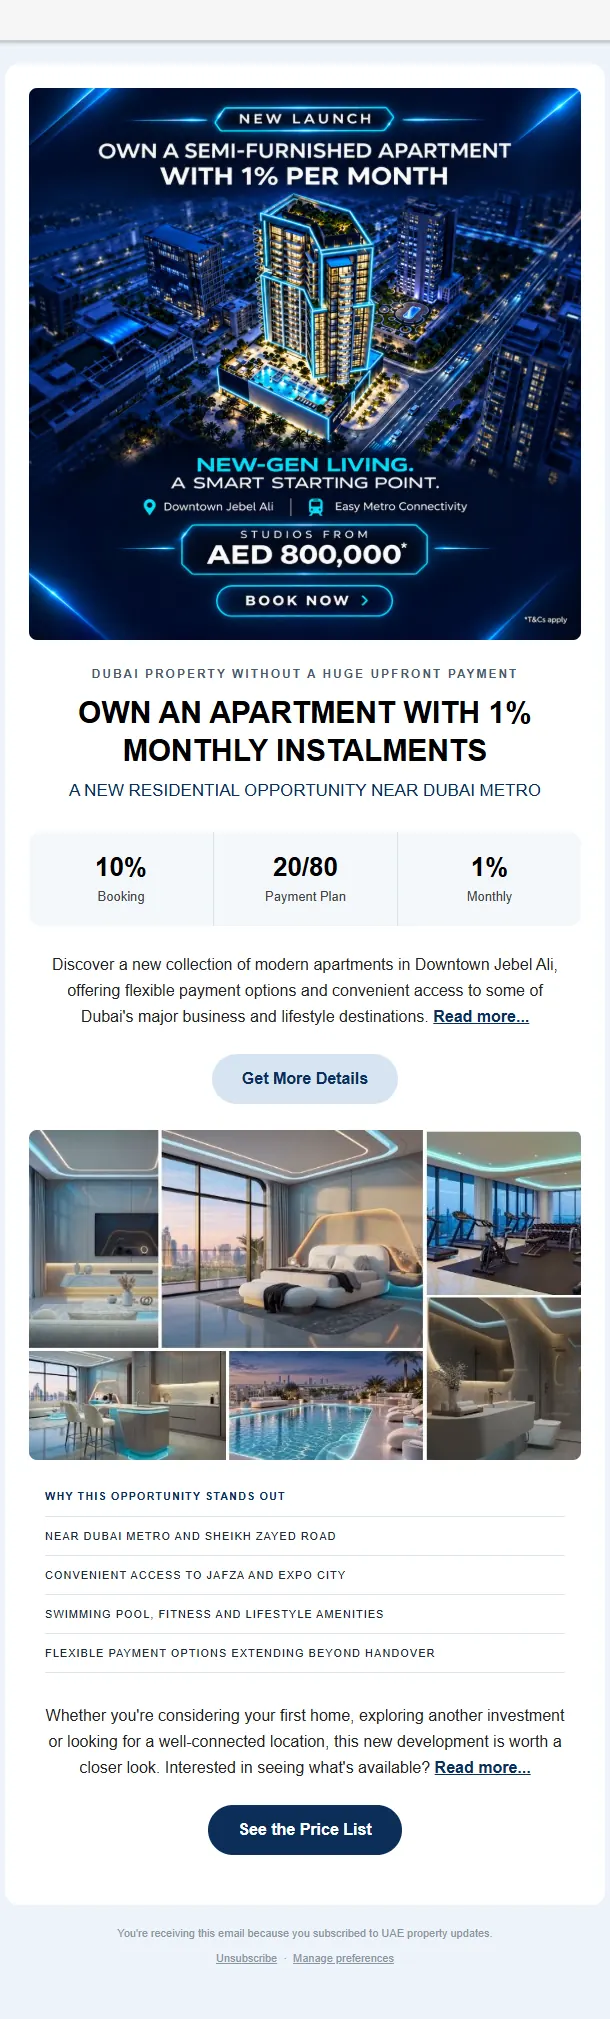 NEW LAUNCH
OWN A SEMI-FURNISHED APARTMENT
WITH 1% PER MONTH
NEW-GEN LIVING.
A SMART STARTING POINT.
Downtown Jebel Ali | Easy Metro Connectivity
STUDIOS FROM
AED 800,000*
BOOK NOW >
*T&Cs apply
DUBAI PROPERTY WITHOUT A HUGE UPFRONT PAYMENT
OWN AN APARTMENT WITH 1%
MONTHLY INSTALMENTS
A NEW RESIDENTIAL OPPORTUNITY NEAR DUBAI METRO
10% 20/80 1%
Booking Payment Plan Monthly
Discover a new collection of modern apartments in Downtown Jebel Ali,
offering flexible payment options and convenient access to some of
Dubai's major business and lifestyle destinations. Read more...
Get More Details
WHY THIS OPPORTUNITY STANDS OUT
NEAR DUBAI METRO AND SHEIKH ZAYED ROAD
CONVENIENT ACCESS TO JAFZA AND EXPO CITY
SWIMMING POOL, FITNESS AND LIFESTYLE AMENITIES
FLEXIBLE PAYMENT OPTIONS EXTENDING BEYOND HANDOVER
Whether you're considering your first home, exploring another investment
or looking for a well-connected location, this new development is worth a
closer look. Interested in seeing what's available? Read more...
See the Price List
You're receiving this email because you subscribed to UAE property updates.
Unsubscribe · Manage preferences